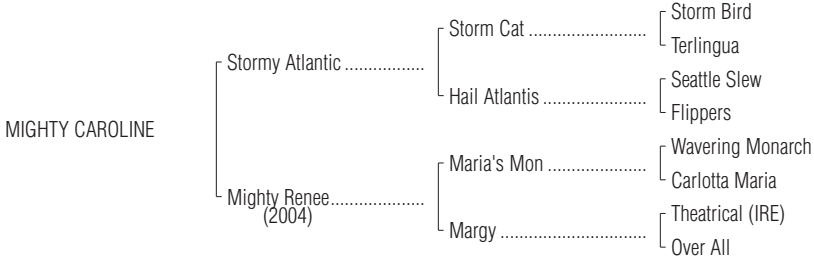 Storm Bird
Storm Cat ..........................
Terlingua
Stormy Atlantic .................
Seattle Slew
Hail Atlantis ......................
Flippers
MIGHTY CAROLINE
Wavering Monarch
Maria's Mon .....................
Carlotta Maria
Mighty Renee....................
(2004)
Theatrical (IRE)
Margy ...............................
Over All